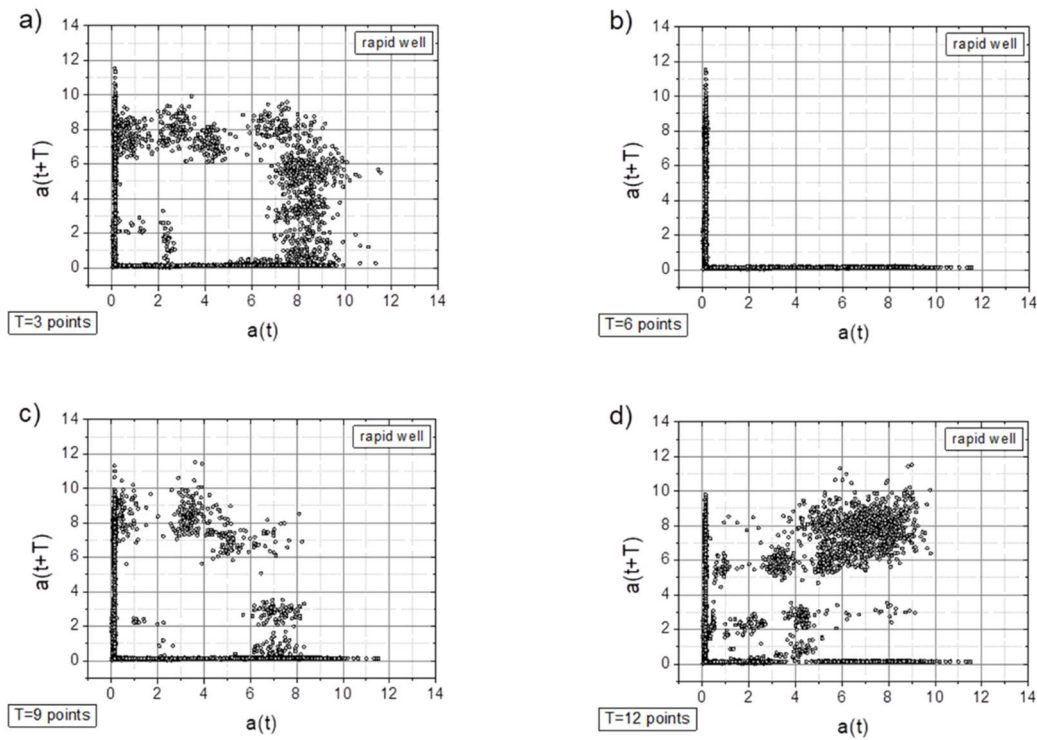 a)
rapid well
14
12
10
8
6
4
2
0
a(t+T)
0 2 4 6 8 10 12 14
T=3 points
a(t)
b)
rapid well
14
12
10
8
6
4
2
0
a(t+T)
0 2 4 6 8 10 12 14
T=6 points
a(t)
c)
rapid well
14
12
10
8
6
4
2
0
a(t+T)
0 2 4 6 8 10 12 14
T=9 points
a(t)
d)
rapid well
14
12
10
8
6
4
2
0
a(t+T)
0 2 4 6 8 10 12 14
T=12 points
a(t)